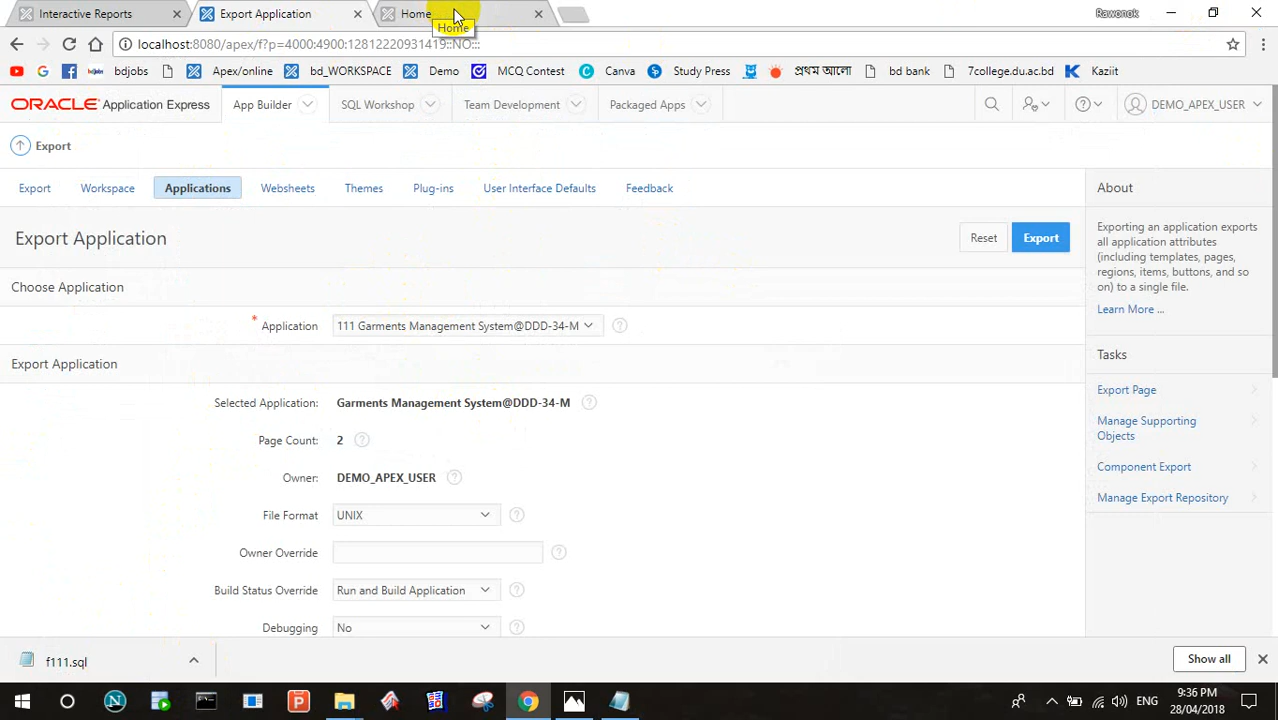 Interactive Reports
Export Application
Home
Rawonok
Home
localhost:8080/apex/f?p=4000:4900:12812220931419::NO:::
bdjobs
Apex/online
bd_WORKSPACE
Demo
MCQ Contest
Canva
Study Press
প্রথম আলো
bd bank
7college.du.ac.bd
Kaziit
ORACLE Application Express
App Builder
SQL Workshop
Team Development
Packaged Apps
DEMO_APEX_USER
Export
Export
Workspace
Applications
Websheets
Themes
Plug-ins
User Interface Defaults
Feedback
Export Application
Reset
Export
Choose Application
* Application
111 Garments Management System@DDD-34-M
Export Application
Selected Application:
Garments Management System@DDD-34-M
Page Count:
2
Owner:
DEMO_APEX_USER
File Format
UNIX
Owner Override
Build Status Override
Run and Build Application
Debugging
No
About
Exporting an application exports
all application attributes
(including templates, pages,
regions, items, buttons, and so
on) to a single file.
Learn More ...
Tasks
Export Page
Manage Supporting
Objects
Component Export
Manage Export Repository
f111.sql
Show all
ENG
9:36 PM
28/04/2018